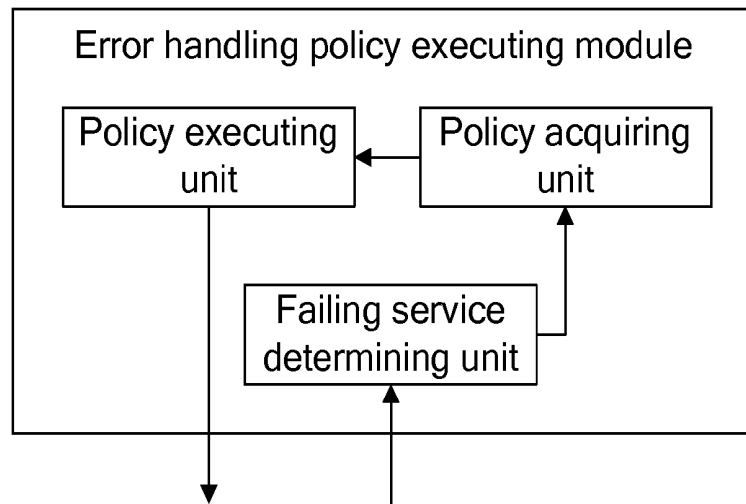 Error handling policy executing module
Policy executing
unit
Policy acquiring
unit
Failing service
determining unit